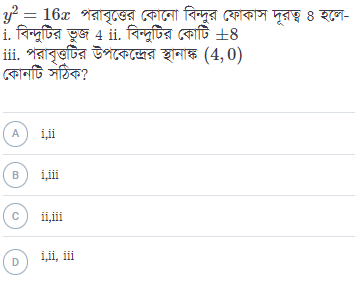 y² = 16x পরাবৃত্তের কোনো বিন্দুর ফোকাস দূরত্ব 8 হলে-
i. বিন্দুটির ভুজ 4 ii. বিন্দুটির কোটি ±8
iii. পরাবৃত্তটির উপকেন্দ্রের স্থানাঙ্ক (4, 0)
কোনটি সঠিক?
A i,ii
B i,iii
C ii,iii
D i,ii, iii